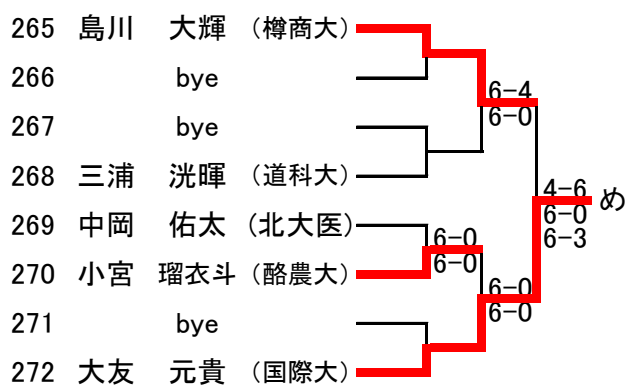 265 島川 大輝 (樽商大)
266 bye
6-4
6-0
267 bye
268 三浦 洸暉 (道科大)
4-6
6-0
6-3
め
269 中岡 佑太 (北大医)
6-0
6-0
270 小宮 瑠衣斗 (酪農大)
6-0
6-0
271 bye
272 大友 元貴 (国際大)